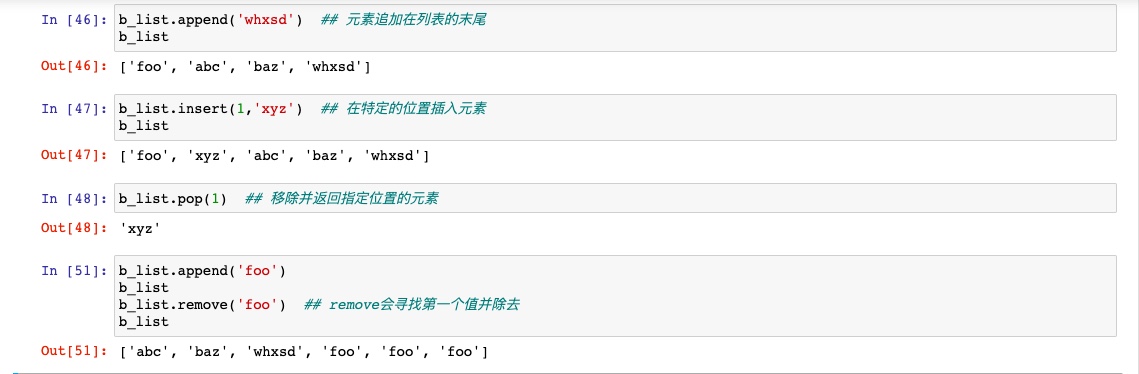 In [46]: b_list.append('whxsd')  ## 元素追加在列表的末尾
b_list
Out[46]: ['foo', 'abc', 'baz', 'whxsd']
In [47]: b_list.insert(1,'xyz')  ## 在特定的位置插入元素
b_list
Out[47]: ['foo', 'xyz', 'abc', 'baz', 'whxsd']
In [48]: b_list.pop(1)  ## 移除并返回指定位置的元素
Out[48]: 'xyz'
In [51]: b_list.append('foo')
b_list
b_list.remove('foo')  ## remove会寻找第一个值并除去
b_list
Out[51]: ['abc', 'baz', 'whxsd', 'foo', 'foo', 'foo']